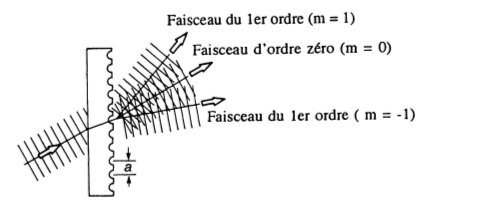 Faisceau du 1er ordre (m = 1)
Faisceau d'ordre zéro (m = 0)
Faisceau du 1er ordre ( m = -1)
a